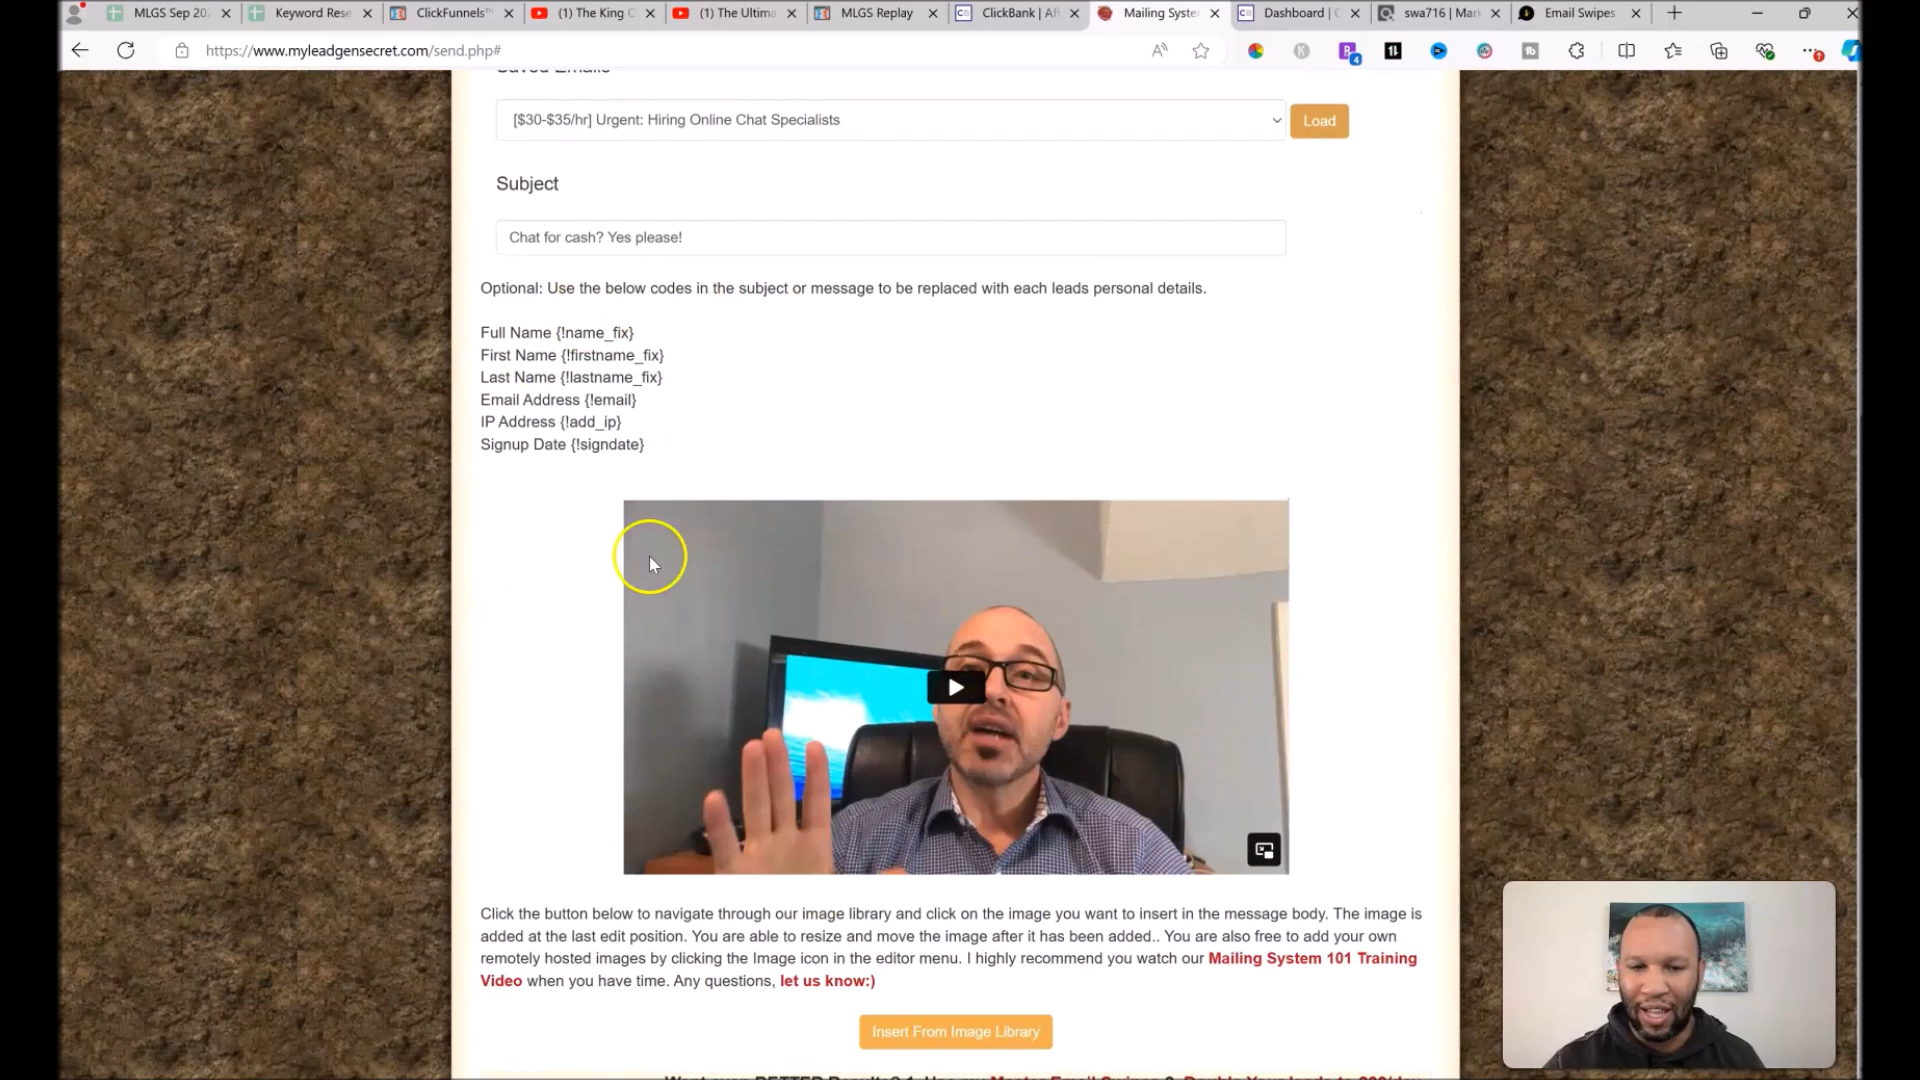 MLGS Sep 20
Keyword Rese
ClickFunnels™
(1) The King
(1) The Ultima
MLGS Replay
ClickBank | Aff
Mailing Syste
Dashboard |
swa716 | Mar
Email Swipes
https://www.myleadgensecret.com/send.php#
Saved Emails
[$30-$35/hr] Urgent: Hiring Online Chat Specialists
Load
Subject
Chat for cash? Yes please!
Optional: Use the below codes in the subject or message to be replaced with each leads personal details.
Full Name {!name_fix}
First Name {!firstname_fix}
Last Name {!lastname_fix}
Email Address {!email}
IP Address {!add_ip}
Signup Date {!signdate}
Click the button below to navigate through our image library and click on the image you want to insert in the message body. The image is
added at the last edit position. You are able to resize and move the image after it has been added.. You are also free to add your own
remotely hosted images by clicking the Image icon in the editor menu. I highly recommend you watch our Mailing System 101 Training
Video when you have time. Any questions, let us know:)
Insert From Image Library